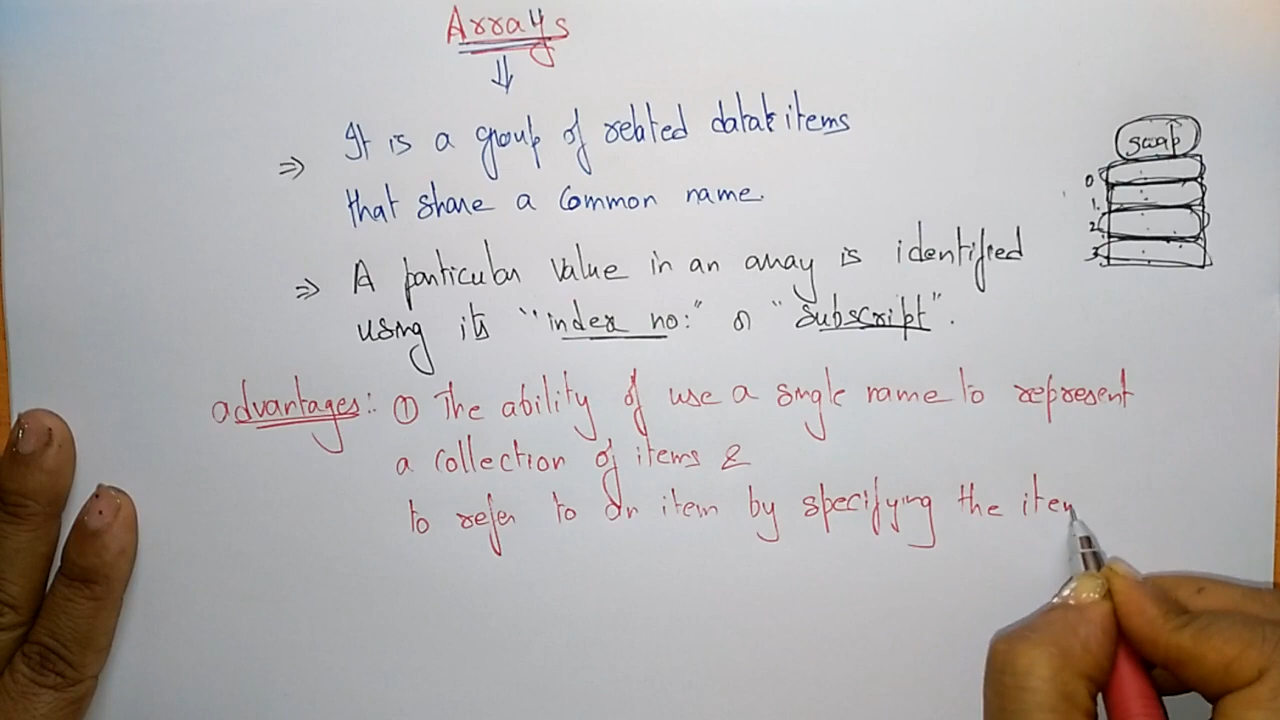 Arrays
⇓
⇒ It is a group of related data items
that share a common name.
⇒ A particular value in an array is identified
using its "index no:" or "subscript".
advantages: ① The ability of use a single name to represent
a collection of items &
to refer to an item by specifying the item
swap
0
1
2
3